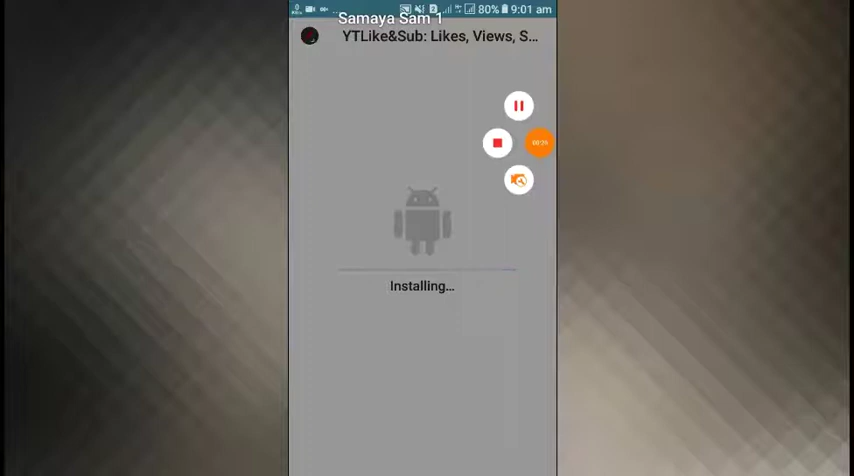 80% 9:01 am
Samaya Sam 1
YTLike&Sub: Likes, Views, S...
Installing...